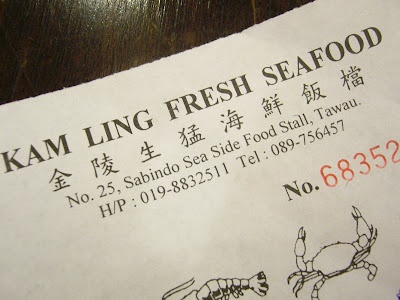 KAM LING FRESH SEAFOOD
金陵生猛海鮮飯檔
No. 25, Sabindo Sea Side Food Stall, Tawau.
H/P : 019-8832511 Tel : 089-756457
No. 68352